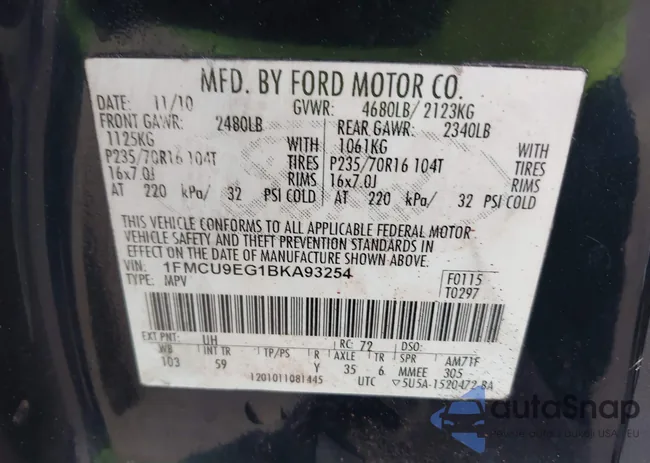 MFD. BY FORD MOTOR CO.
DATE: 11/10 GVWR: 4680LB/ 2123KG
FRONT GAWR: 2480LB REAR GAWR: 2340LB
1125KG WITH 1061KG WITH
P235/70R16 104T TIRES P235/70R16 104T TIRES
16x7.0J RIMS 16x7.0J RIMS
AT 220 kPa/ 32 PSI COLD AT 220 kPa/ 32 PSI COLD
THIS VEHICLE CONFORMS TO ALL APPLICABLE FEDERAL MOTOR
VEHICLE SAFETY AND THEFT PREVENTION STANDARDS IN
EFFECT ON THE DATE OF MANUFACTURE SHOWN ABOVE.
VIN: 1FMCU9EG1BKA93254 F0115
TYPE: MPV T0297
EXT PNT: UH RC: 72 DSO:
WB INT TR TP/PS R AXLE TR SPR AM71F
103 S9 Y 35 6 MMEE 305
1201011081445 UTC 5U5A-1520472-BA
autoSnap